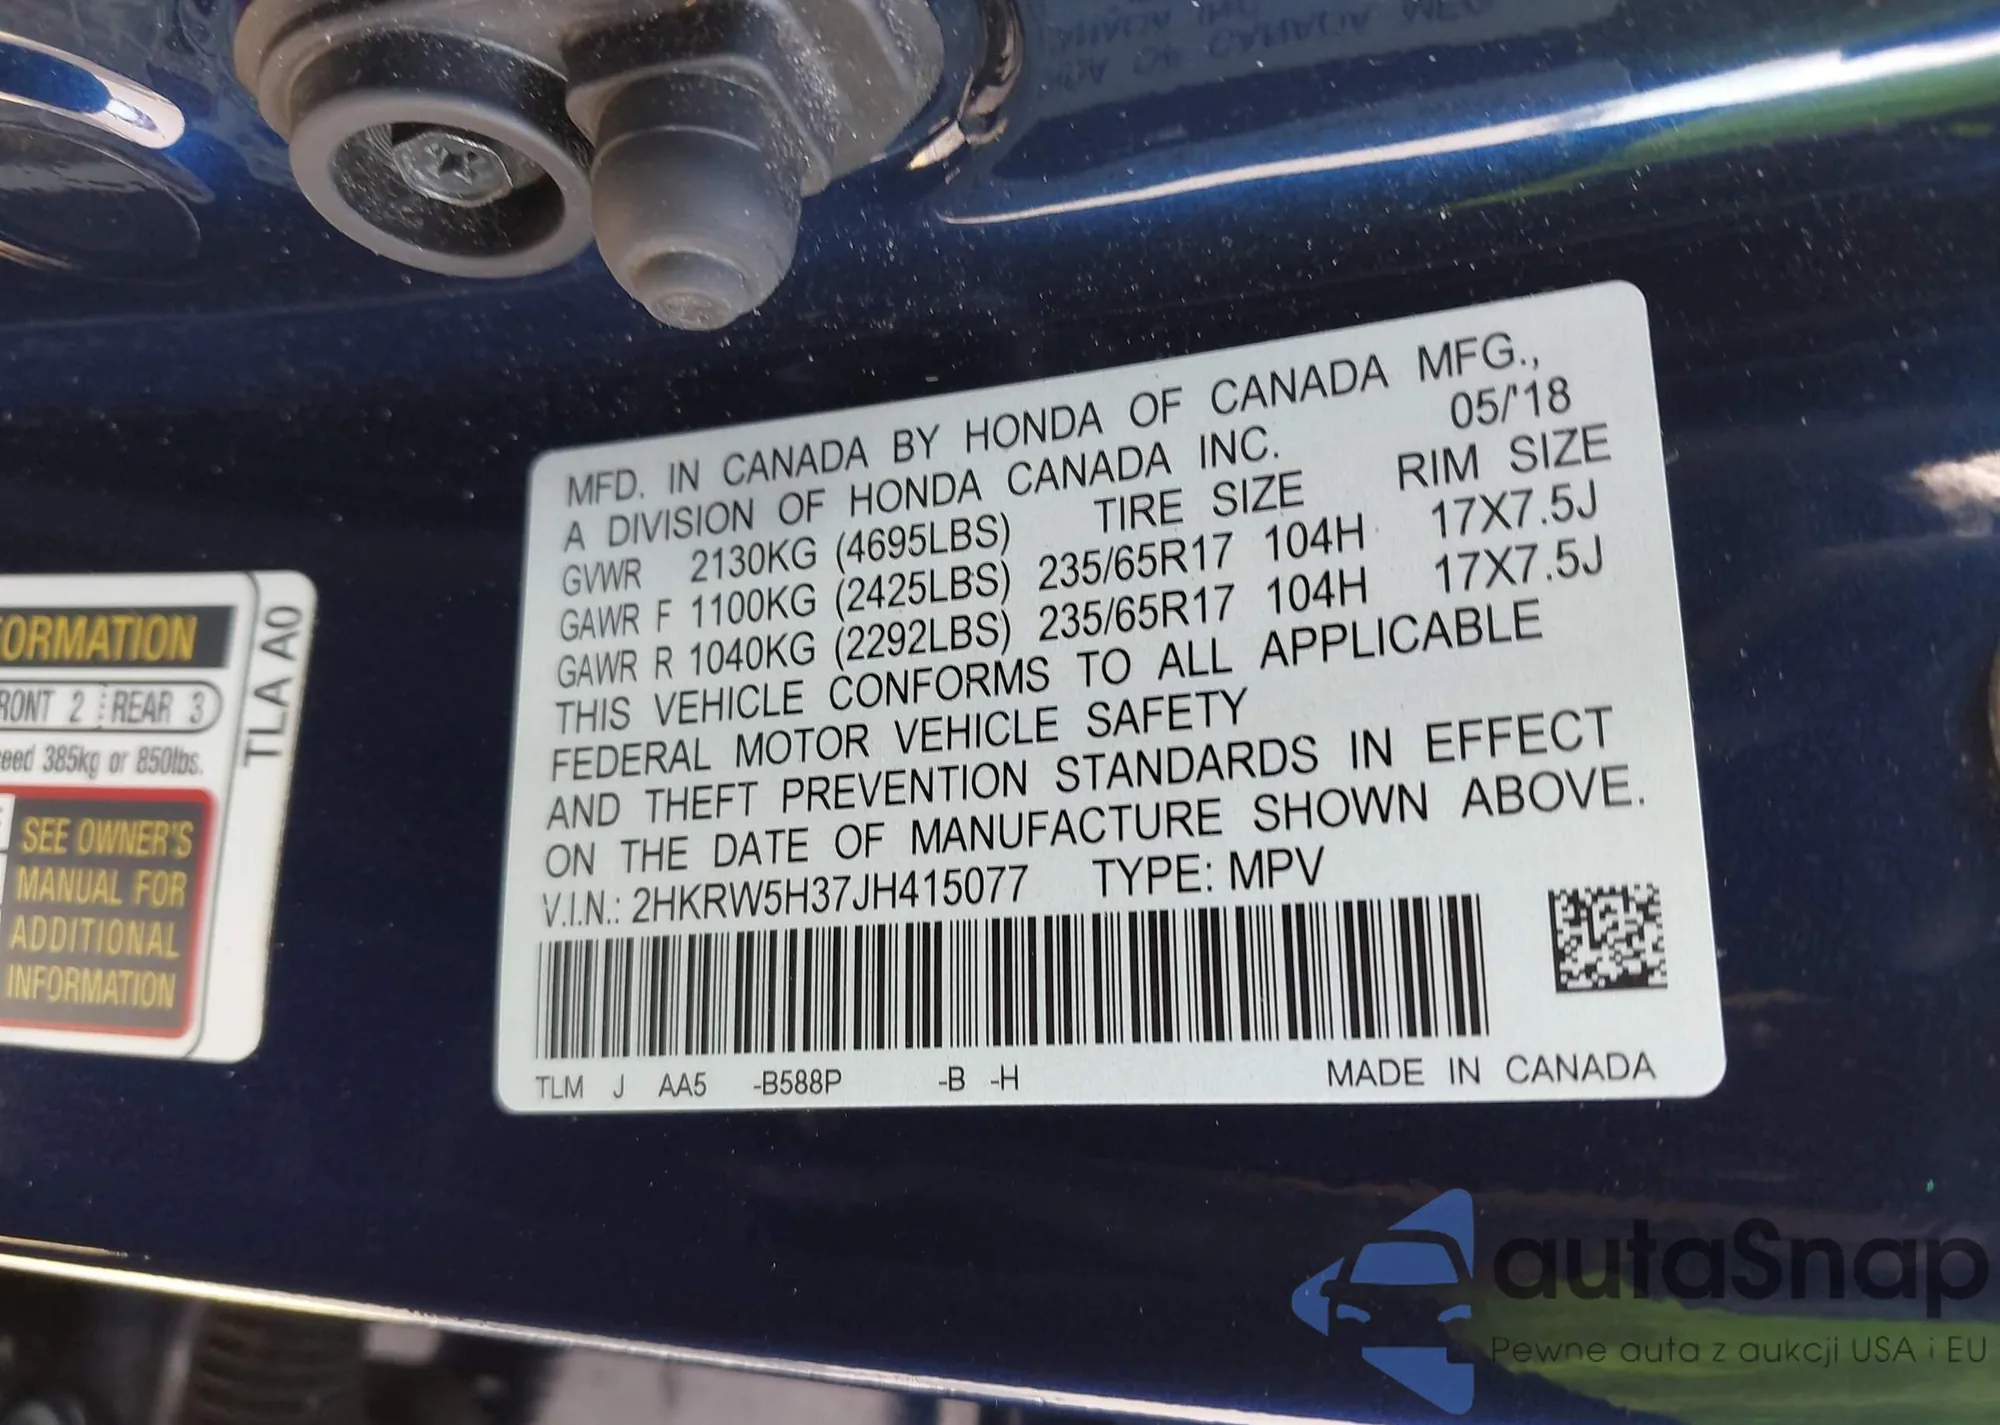 MFD. IN CANADA BY HONDA OF CANADA MFG.,
A DIVISION OF HONDA CANADA INC. 05/'18
GVWR 2130KG (4695LBS) TIRE SIZE RIM SIZE
GAWR F 1100KG (2425LBS) 235/65R17 104H 17X7.5J
GAWR R 1040KG (2292LBS) 235/65R17 104H 17X7.5J
THIS VEHICLE CONFORMS TO ALL APPLICABLE
FEDERAL MOTOR VEHICLE SAFETY
AND THEFT PREVENTION STANDARDS IN EFFECT
ON THE DATE OF MANUFACTURE SHOWN ABOVE.
V.I.N.: 2HKRW5H37JH415077 TYPE: MPV
TLM J AA5 -B588P -B -H MADE IN CANADA
ORMATION
RONT 2 REAR 3
eed 385kg or 850lbs.
SEE OWNER'S
MANUAL FOR
ADDITIONAL
INFORMATION
TLA A0
autaSnap
Pewne auta z aukcji USA i EU